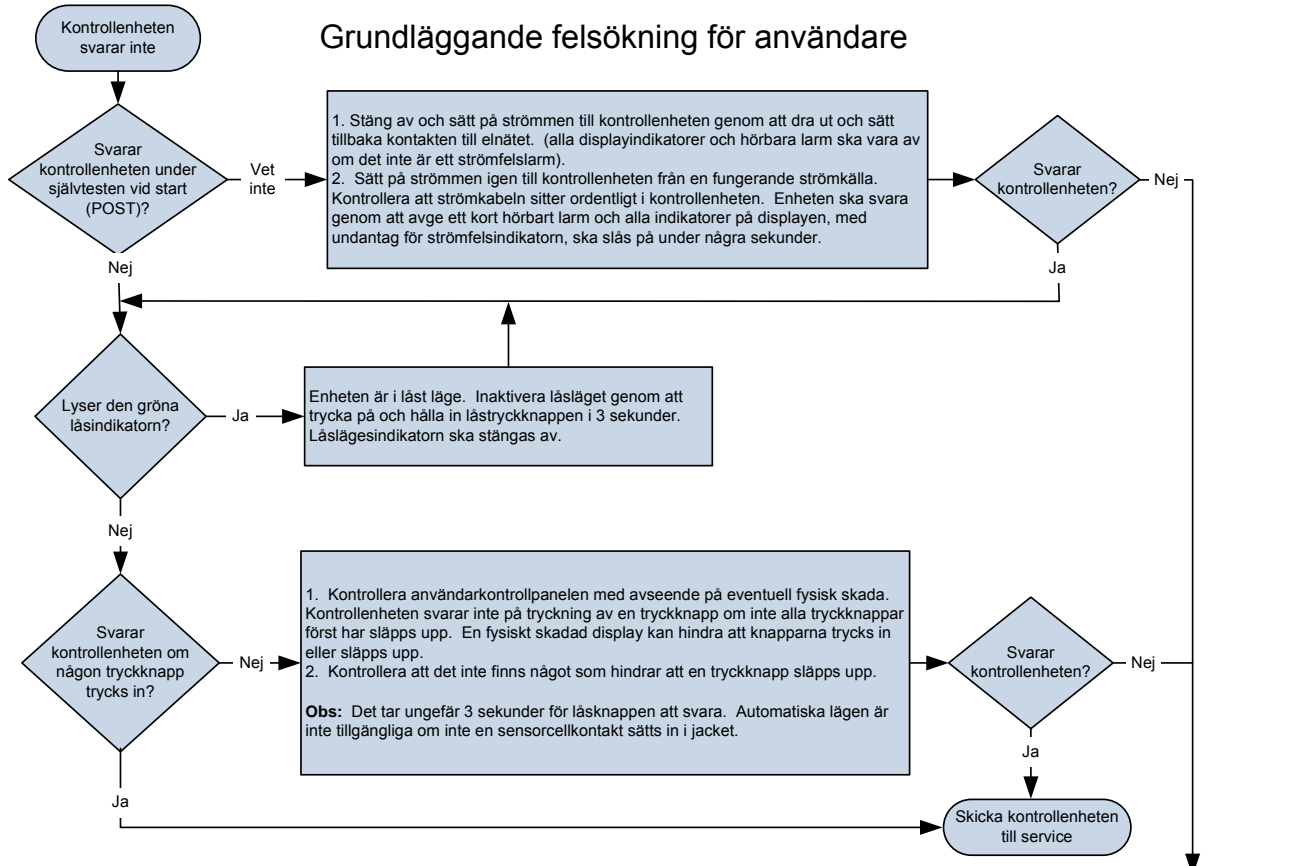 Grundläggande felsökning för användare
Kontrollenheten
svarar inte
Svarar
kontrollenheten under
självtesten vid start
(POST)?
Vet
inte
1. Stäng av och sätt på strömmen till kontrollenheten genom att dra ut och sätt
tillbaka kontakten till elnätet.  (alla displayindikatorer och hörbara larm ska vara av
om det inte är ett strömfelslarm).
2.  Sätt på strömmen igen till kontrollenheten från en fungerande strömkälla.
Kontrollera att strömkabeln sitter ordentligt i kontrollenheten.  Enheten ska svara
genom att avge ett kort hörbart larm och alla indikatorer på displayen, med
undantag för strömfelsindikatorn, ska slås på under några sekunder.
Svarar
kontrollenheten?
Nej
Ja
Nej
Lyser den gröna
låsindikatorn?
Ja
Enheten är i låst läge.  Inaktivera låsläget genom att
trycka på och hålla in låstryckknappen i 3 sekunder.
Låslägesindikatorn ska stängas av.
Nej
Svarar
kontrollenheten om
någon tryckknapp
trycks in?
Nej
1.  Kontrollera användarkontrollpanelen med avseende på eventuell fysisk skada.
Kontrollenheten svarar inte på tryckning av en tryckknapp om inte alla tryckknappar
först har släpps upp.  En fysiskt skadad display kan hindra att knapparna trycks in
eller släpps upp.
2.  Kontrollera att det inte finns något som hindrar att en tryckknapp släpps upp.
Obs:  Det tar ungefär 3 sekunder för låsknappen att svara.  Automatiska lägen är
inte tillgängliga om inte en sensorcellkontakt sätts in i jacket.
Svarar
kontrollenheten?
Nej
Ja
Ja
Skicka kontrollenheten
till service